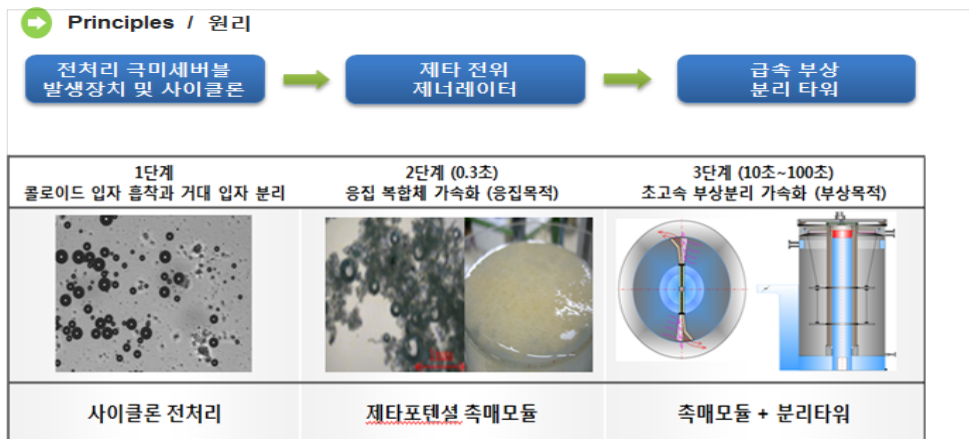 Principles / 원리
전처리 극미세버블
발생장치 및 사이클론
제타 전위
제너레이터
급속 부상
분리 타워
1단계
콜로이드 입자 흡착과 거대 입자 분리
2단계 (0.3초)
응집 복합체 가속화 (응집목적)
3단계 (10초~100초)
초고속 부상분리 가속화 (부상목적)
사이클론 전처리
제타포텐셜 촉매모듈
촉매모듈 + 분리타워